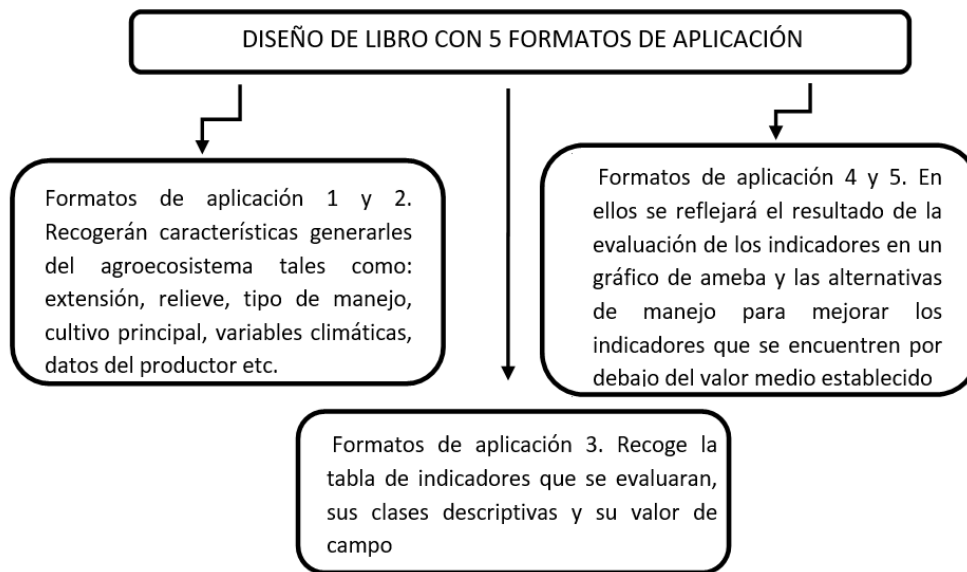 DISEÑO DE LIBRO CON 5 FORMATOS DE APLICACIÓN
Formatos de aplicación 1 y 2.
Recogerán características generarles
del agroecosistema tales como:
extensión, relieve, tipo de manejo,
cultivo principal, variables climáticas,
datos del productor etc.
Formatos de aplicación 4 y 5. En
ellos se reflejará el resultado de la
evaluación de los indicadores en un
gráfico de ameba y las alternativas
de manejo para mejorar los
indicadores que se encuentren por
debajo del valor medio establecido
Formatos de aplicación 3. Recoge la
tabla de indicadores que se evaluaran,
sus clases descriptivas y su valor de
campo